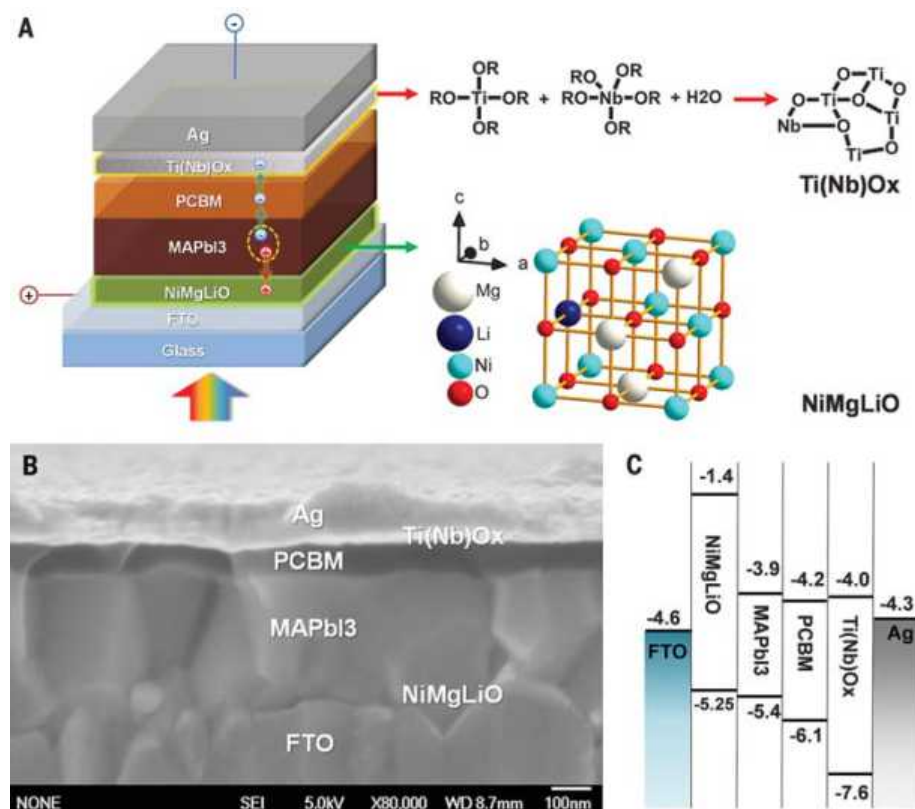 A
-
Ag
Ti(Nb)Ox
PCBM
MAPbI3
NiMgLiO
FTO
Glass
+
OR
RO-Ti-OR
OR
+
RO OR
RO-Nb-OR
OR
+ H2O
O Ti
O Ti O O
Nb O Ti
Ti O
Ti(Nb)Ox
c
b
a
Mg
Li
Ni
O
NiMgLiO
B
Ag
Ti(Nb)Ox
PCBM
MAPbI3
NiMgLiO
FTO
NONE SEI 5.0kV X80,000 WD 8.7mm 100nm
C
-1.4
NiMgLiO
-3.9
MAPbI3
-4.2
PCBM
-4.0
Ti(Nb)Ox
-4.3
Ag
-4.6
FTO
-5.25
-5.4
-6.1
-7.6